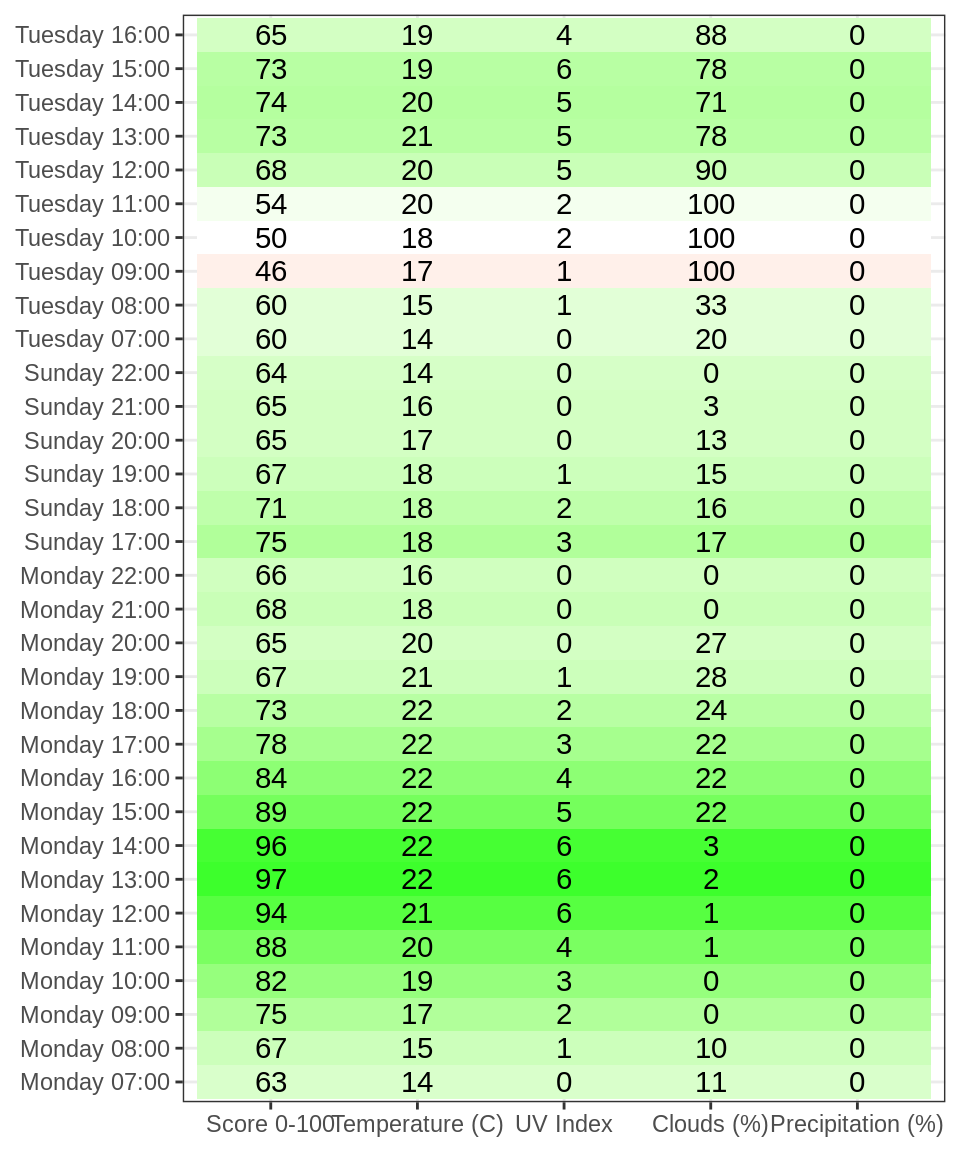 Tuesday 16:00 65 19 4 88 0
Tuesday 15:00 73 19 6 78 0
Tuesday 14:00 74 20 5 71 0
Tuesday 13:00 73 21 5 78 0
Tuesday 12:00 68 20 5 90 0
Tuesday 11:00 54 20 2 100 0
Tuesday 10:00 50 18 2 100 0
Tuesday 09:00 46 17 1 100 0
Tuesday 08:00 60 15 1 33 0
Tuesday 07:00 60 14 0 20 0
Sunday 22:00 64 14 0 0 0
Sunday 21:00 65 16 0 3 0
Sunday 20:00 65 17 0 13 0
Sunday 19:00 67 18 1 15 0
Sunday 18:00 71 18 2 16 0
Sunday 17:00 75 18 3 17 0
Monday 22:00 66 16 0 0 0
Monday 21:00 68 18 0 0 0
Monday 20:00 65 20 0 27 0
Monday 19:00 67 21 1 28 0
Monday 18:00 73 22 2 24 0
Monday 17:00 78 22 3 22 0
Monday 16:00 84 22 4 22 0
Monday 15:00 89 22 5 22 0
Monday 14:00 96 22 6 3 0
Monday 13:00 97 22 6 2 0
Monday 12:00 94 21 6 1 0
Monday 11:00 88 20 4 1 0
Monday 10:00 82 19 3 0 0
Monday 09:00 75 17 2 0 0
Monday 08:00 67 15 1 10 0
Monday 07:00 63 14 0 11 0
Score 0-100 Temperature (C) UV Index Clouds (%) Precipitation (%)